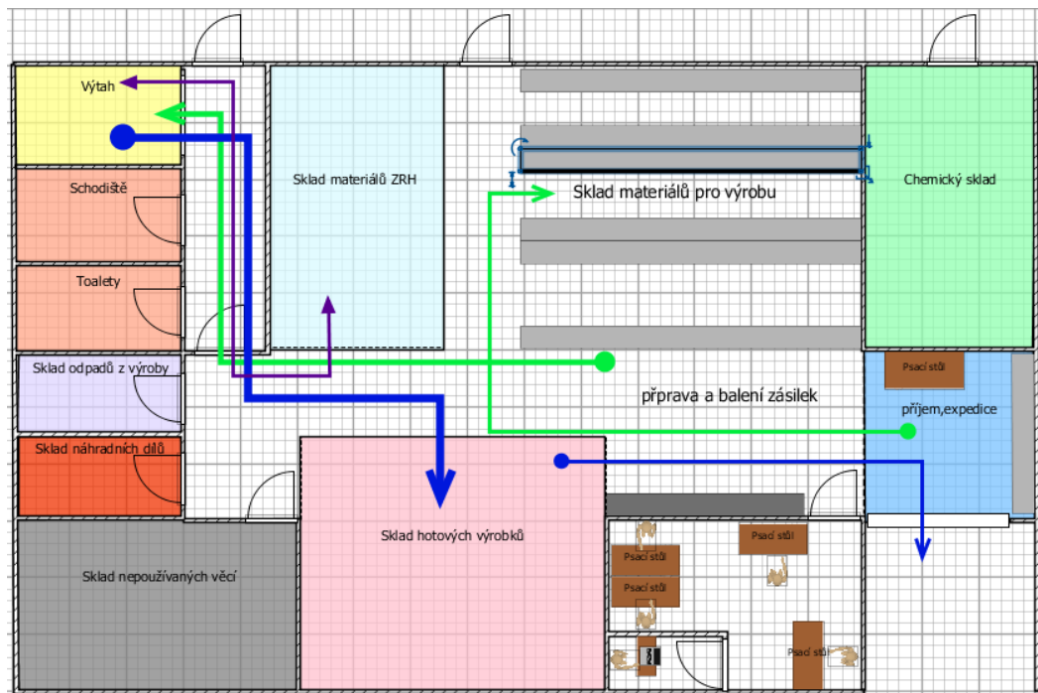 Výtah
Schodiště
Sklad materiálů ZRH
Sklad materiálů pro výrobu
Chemický sklad
Toalety
Sklad odpadů z výroby
Psací stůl
přprava a balení zásilek
příjem,expedice
Sklad náhradních dílů
Sklad hotových výrobků
Psací stůl
Psací stůl
Sklad nepoužívaných věcí
Psací stůl
Psací stůl